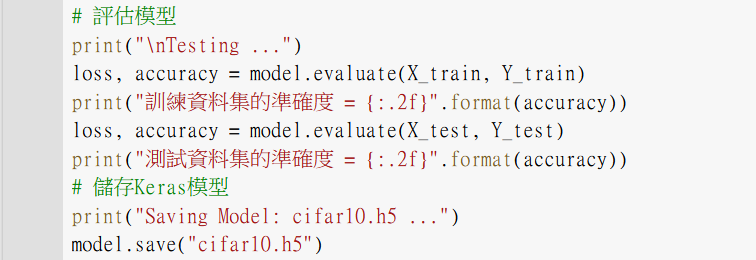 # 評估模型
print("\nTesting ...")
loss, accuracy = model.evaluate(X_train, Y_train)
print("訓練資料集的準確度 = {:.2f}".format(accuracy))
loss, accuracy = model.evaluate(X_test, Y_test)
print("測試資料集的準確度 = {:.2f}".format(accuracy))
# 儲存Keras模型
print("Saving Model: cifar10.h5 ...")
model.save("cifar10.h5")